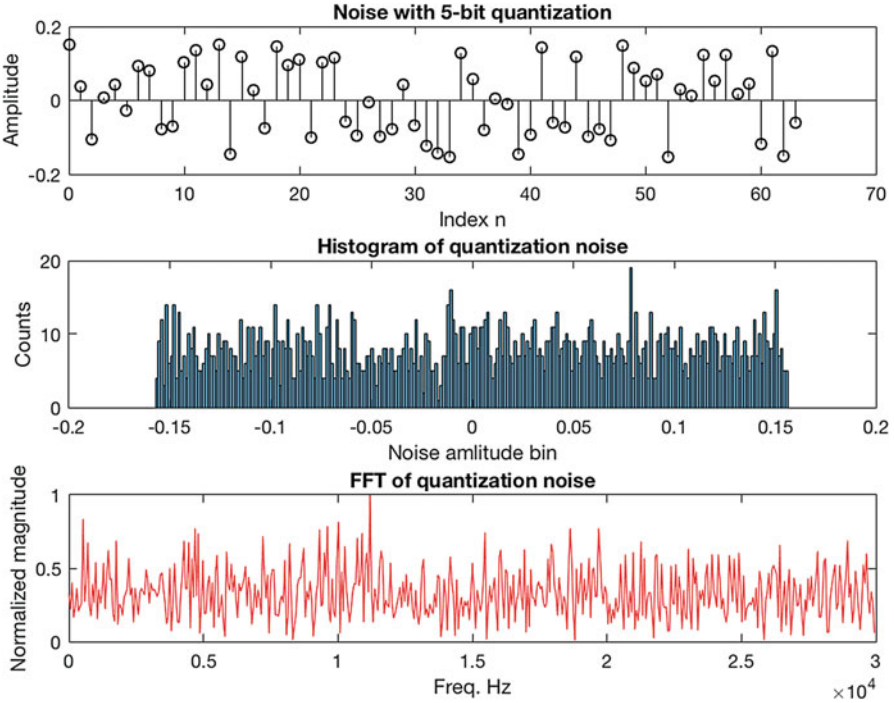 Noise with 5-bit quantization
0.2
0
-0.2
Amplitude
0 10 20 30 40 50 60 70
Index n
Histogram of quantization noise
20
10
0
Counts
-0.2 -0.15 -0.1 -0.05 0 0.05 0.1 0.15 0.2
Noise amlitude bin
FFT of quantization noise
1
0.5
0
Normalized magnitude
0 0.5 1 1.5 2 2.5 3
Freq. Hz
×10⁴